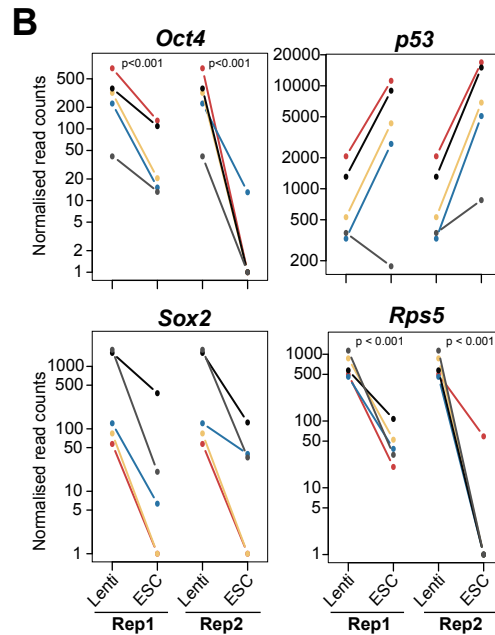 B
Oct4
p<0.001
p<0.001
500
200
100
50
20
10
5
2
1
Normalised read counts
p53
20000
10000
5000
2000
1000
500
200
Sox2
1000
500
100
50
10
5
1
Normalised read counts
Lenti
ESC
Lenti
ESC
Rep1
Rep2
Rps5
p < 0.001
p < 0.001
1000
500
100
50
10
5
1
Lenti
ESC
Lenti
ESC
Rep1
Rep2